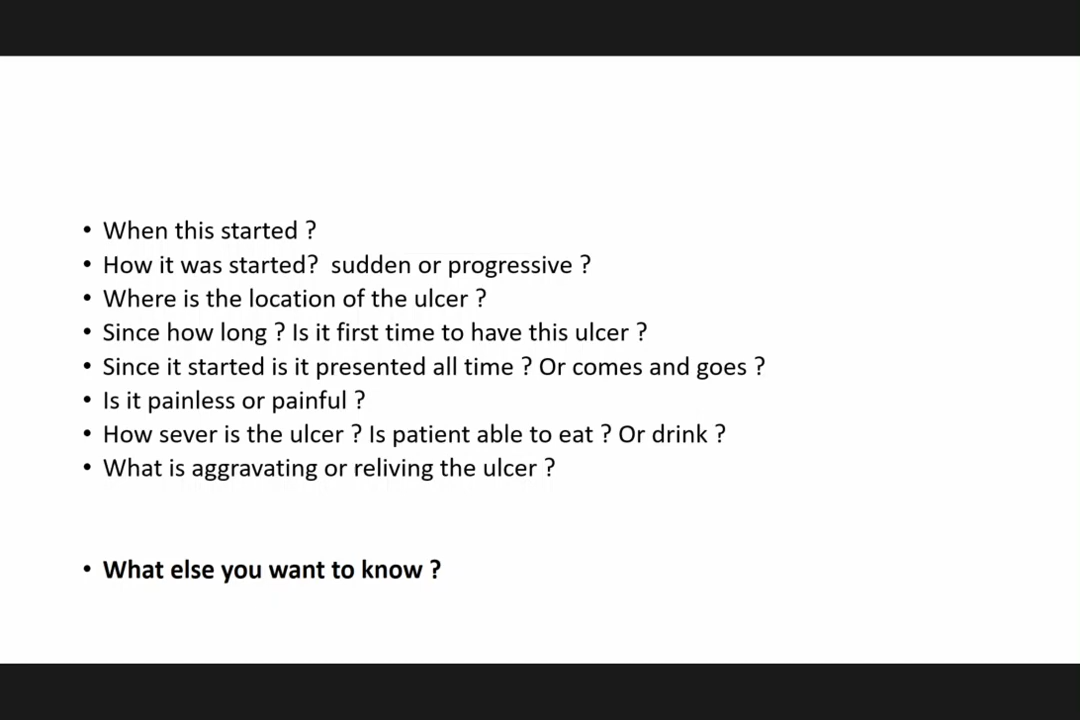 • When this started ?
• How it was started?  sudden or progressive ?
• Where is the location of the ulcer ?
• Since how long ? Is it first time to have this ulcer ?
• Since it started is it presented all time ? Or comes and goes ?
• Is it painless or painful ?
• How sever is the ulcer ? Is patient able to eat ? Or drink ?
• What is aggravating or reliving the ulcer ?
• What else you want to know ?